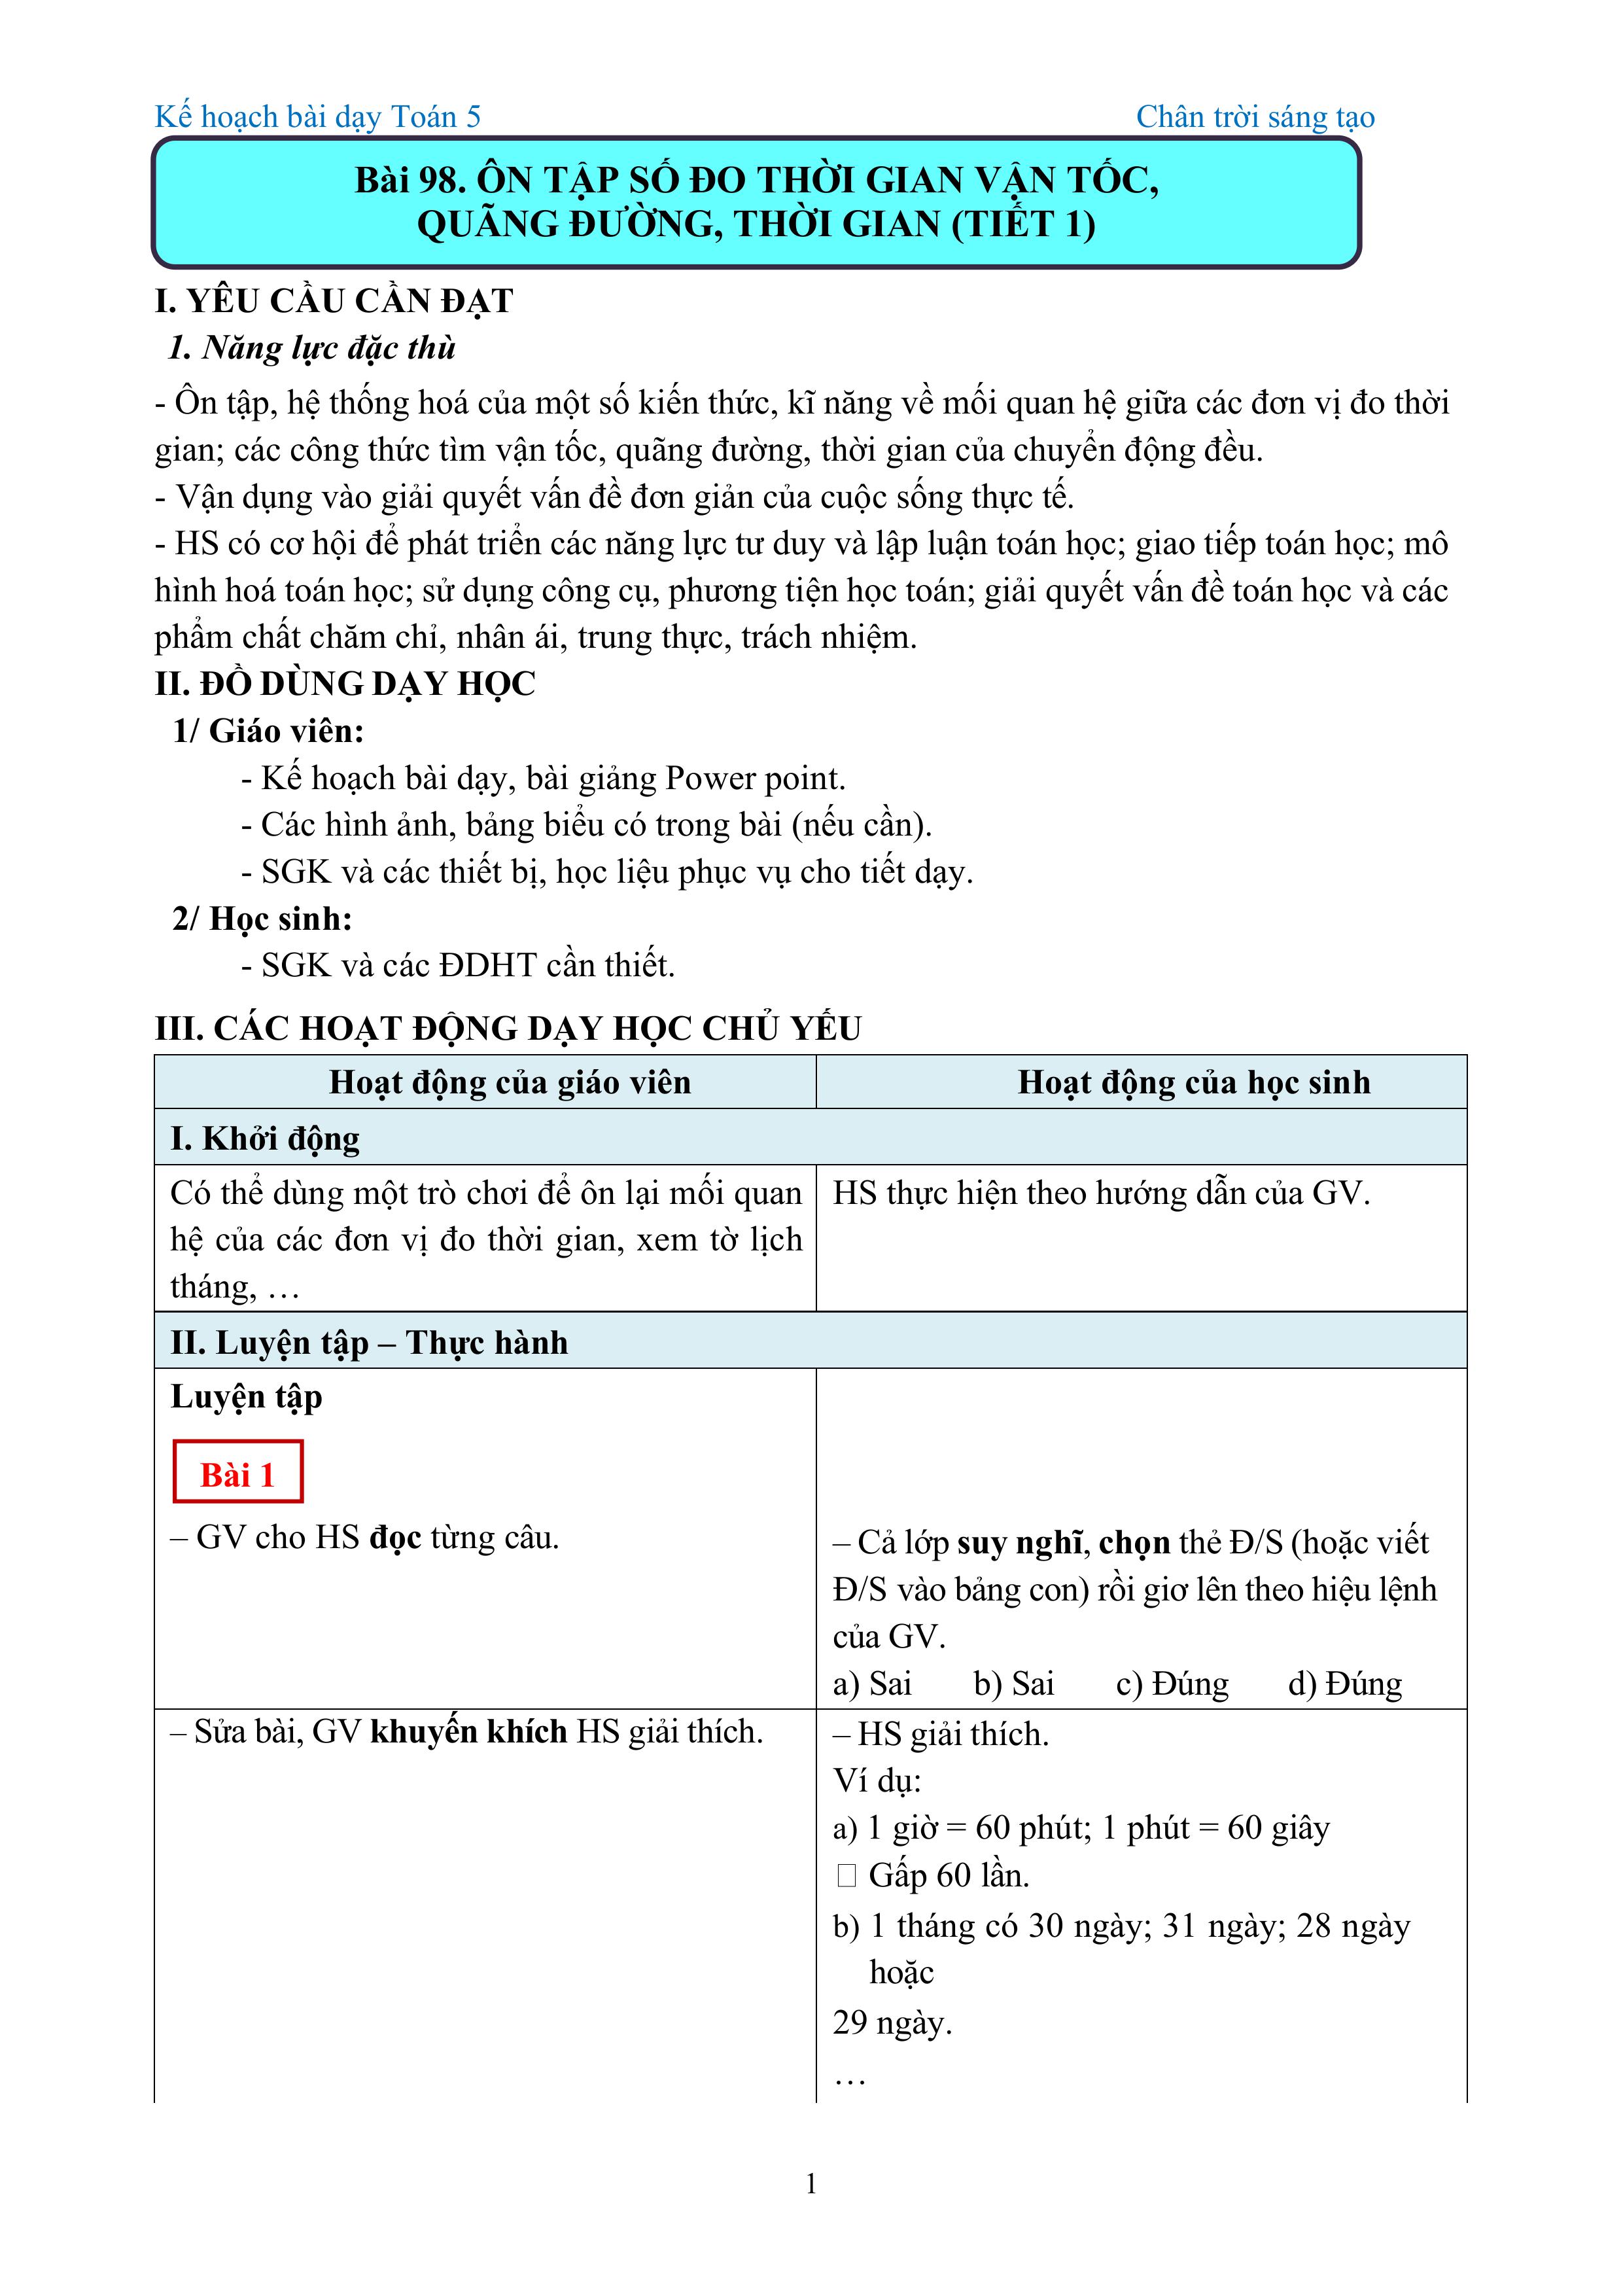 Kế hoạch bài dạy Toán 5 Chân trời sáng tạo
Bài 98. ÔN TẬP SỐ ĐO THỜI GIAN VẬN TỐC,
QUÃNG ĐƯỜNG, THỜI GIAN (TIẾT 1)
I. YÊU CẦU CẦN ĐẠT
1. Năng lực đặc thù
- Ôn tập, hệ thống hoá của một số kiến thức, kĩ năng về mối quan hệ giữa các đơn vị đo thời
gian; các công thức tìm vận tốc, quãng đường, thời gian của chuyển động đều.
- Vận dụng vào giải quyết vấn đề đơn giản của cuộc sống thực tế.
- HS có cơ hội để phát triển các năng lực tư duy và lập luận toán học; giao tiếp toán học; mô
hình hoá toán học; sử dụng công cụ, phương tiện học toán; giải quyết vấn đề toán học và các
phẩm chất chăm chỉ, nhân ái, trung thực, trách nhiệm.
II. ĐỒ DÙNG DẠY HỌC
1/ Giáo viên:
- Kế hoạch bài dạy, bài giảng Power point.
- Các hình ảnh, bảng biểu có trong bài (nếu cần).
- SGK và các thiết bị, học liệu phục vụ cho tiết dạy.
2/ Học sinh:
- SGK và các ĐDHT cần thiết.
III. CÁC HOẠT ĐỘNG DẠY HỌC CHỦ YẾU
Hoạt động của giáo viên Hoạt động của học sinh
I. Khởi động
Có thể dùng một trò chơi để ôn lại mối quan
hệ của các đơn vị đo thời gian, xem tờ lịch
tháng, …
HS thực hiện theo hướng dẫn của GV.
II. Luyện tập – Thực hành
Luyện tập
Bài 1
– GV cho HS đọc từng câu.
– Cả lớp suy nghĩ, chọn thẻ Đ/S (hoặc viết
Đ/S vào bảng con) rồi giơ lên theo hiệu lệnh
của GV.
a) Sai b) Sai c) Đúng d) Đúng
– Sửa bài, GV khuyến khích HS giải thích.
– HS giải thích.
Ví dụ:
a) 1 giờ = 60 phút; 1 phút = 60 giây
□ Gấp 60 lần.
b) 1 tháng có 30 ngày; 31 ngày; 28 ngày
hoặc
29 ngày.
…
1